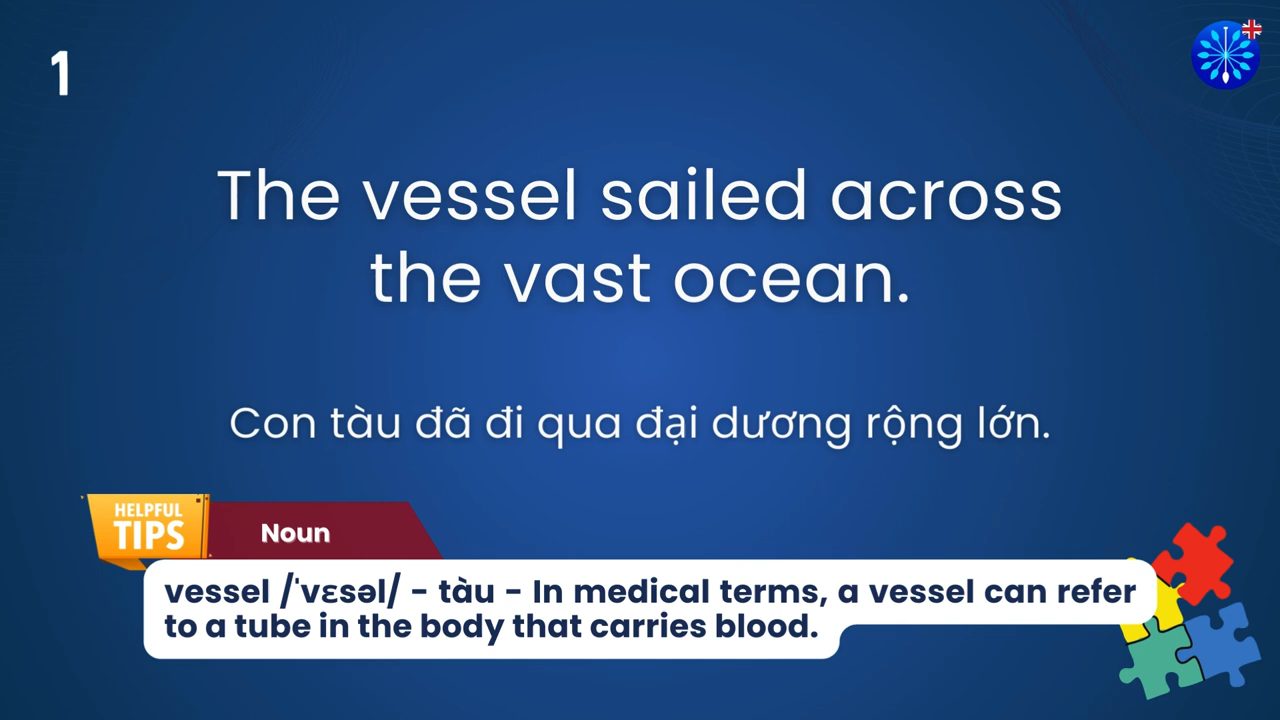 1
The vessel sailed across
the vast ocean.
Con tàu đã đi qua đại dương rộng lớn.
HELPFUL
TIPS
Noun
vessel /ˈvɛsəl/ - tàu - In medical terms, a vessel can refer
to a tube in the body that carries blood.